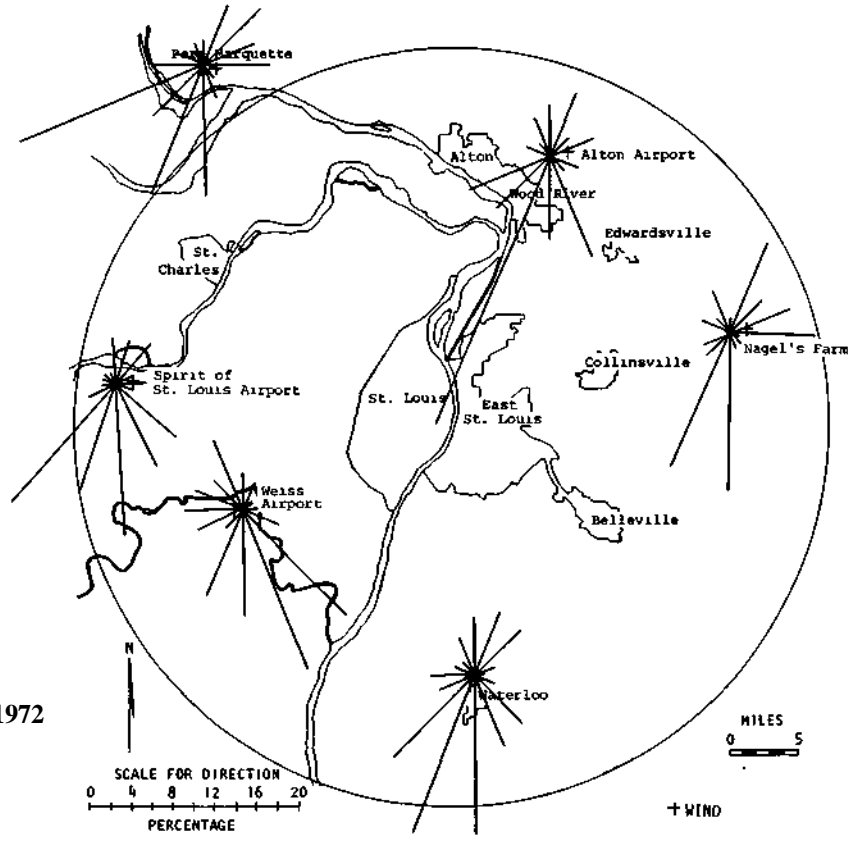 Pere Marquette
Alton
Alton Airport
Wood River
Edwardsville
St.
Charles
Nagel's Farm
Spirit of
St. Louis Airport
Collinsville
St. Louis
East
St. Louis
Weiss
Airport
Belleville
N
Waterloo
1972
MILES
0 5
SCALE FOR DIRECTION
0 4 8 12 16 20
PERCENTAGE
+ WIND